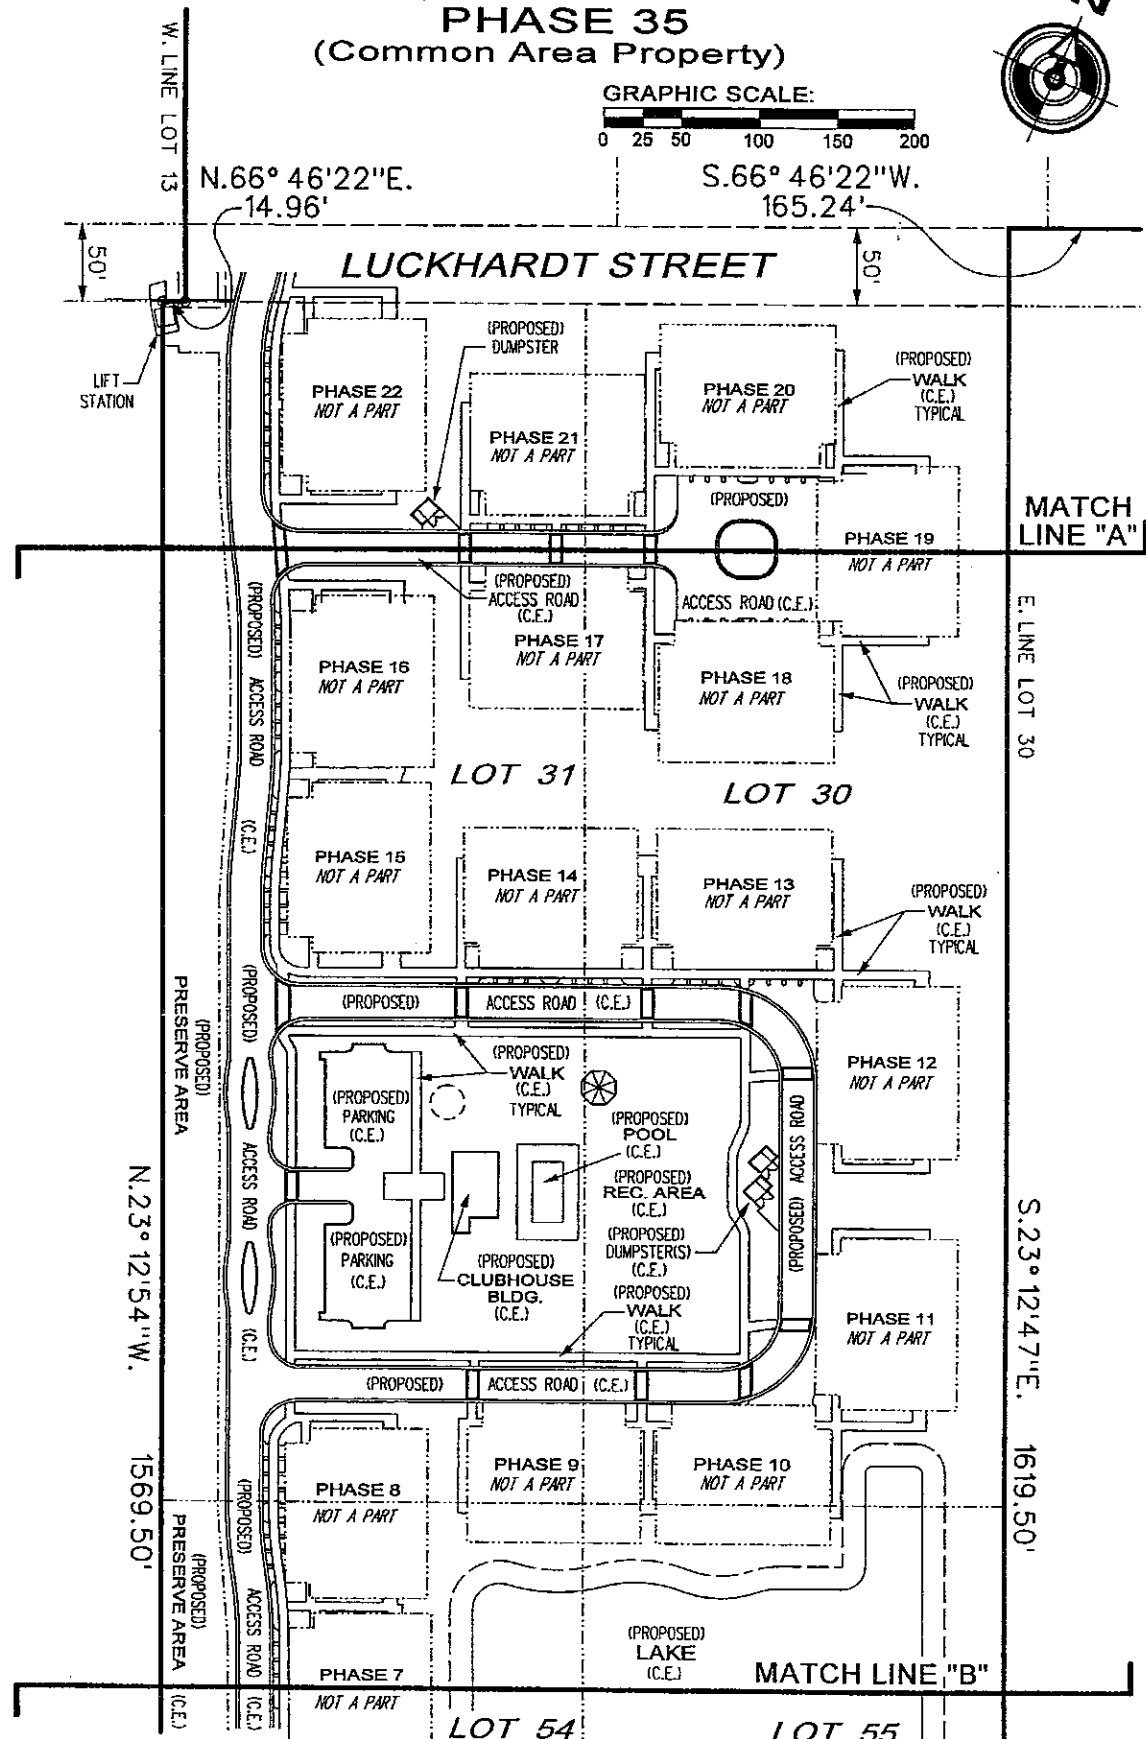 PHASE 35
(Common Area Property)
GRAPHIC SCALE:
0 25 50 100 150 200
W. LINE LOT 13
N.66° 46'22"E.
14.96'
S.66° 46'22"W.
165.24'
50'
LUCKHARDT STREET
50'
LIFT
STATION
PHASE 22
NOT A PART
(PROPOSED)
DUMPSTER
PHASE 21
NOT A PART
PHASE 20
NOT A PART
(PROPOSED)
WALK
(C.E.)
TYPICAL
(PROPOSED)
PHASE 19
NOT A PART
MATCH
LINE "A"
(PROPOSED)
ACCESS ROAD
(C.E.)
ACCESS ROAD (C.E.)
(PROPOSED) ACCESS ROAD (C.E.)
PHASE 16
NOT A PART
PHASE 17
NOT A PART
PHASE 18
NOT A PART
(PROPOSED)
WALK
(C.E.)
TYPICAL
E. LINE LOT 30
LOT 31
LOT 30
PHASE 15
NOT A PART
PHASE 14
NOT A PART
PHASE 13
NOT A PART
(PROPOSED)
WALK
(C.E.)
TYPICAL
(PROPOSED) ACCESS ROAD (C.E.)
(PROPOSED)
PRESERVE AREA
(PROPOSED) ACCESS ROAD (C.E.)
PHASE 12
NOT A PART
(PROPOSED)
WALK
(C.E.)
TYPICAL
(PROPOSED)
PARKING
(C.E.)
(PROPOSED)
POOL
(C.E.)
(PROPOSED)
REC. AREA
(C.E.)
(PROPOSED) ACCESS ROAD
(PROPOSED)
PARKING
(C.E.)
(PROPOSED)
DUMPSTER(S)
(C.E.)
(PROPOSED)
CLUBHOUSE
BLDG.
(C.E.)
(PROPOSED)
WALK
(C.E.)
TYPICAL
PHASE 11
NOT A PART
N.23° 12'54"W. 1569.50'
S.23° 12'47"E. 1619.50'
(PROPOSED) ACCESS ROAD (C.E.)
PHASE 8
NOT A PART
PHASE 9
NOT A PART
PHASE 10
NOT A PART
(PROPOSED)
PRESERVE AREA (C.E.)
(PROPOSED) ACCESS ROAD (C.E.)
(PROPOSED)
LAKE
(C.E.)
PHASE 7
NOT A PART
MATCH LINE "B"
LOT 54
LOT 55